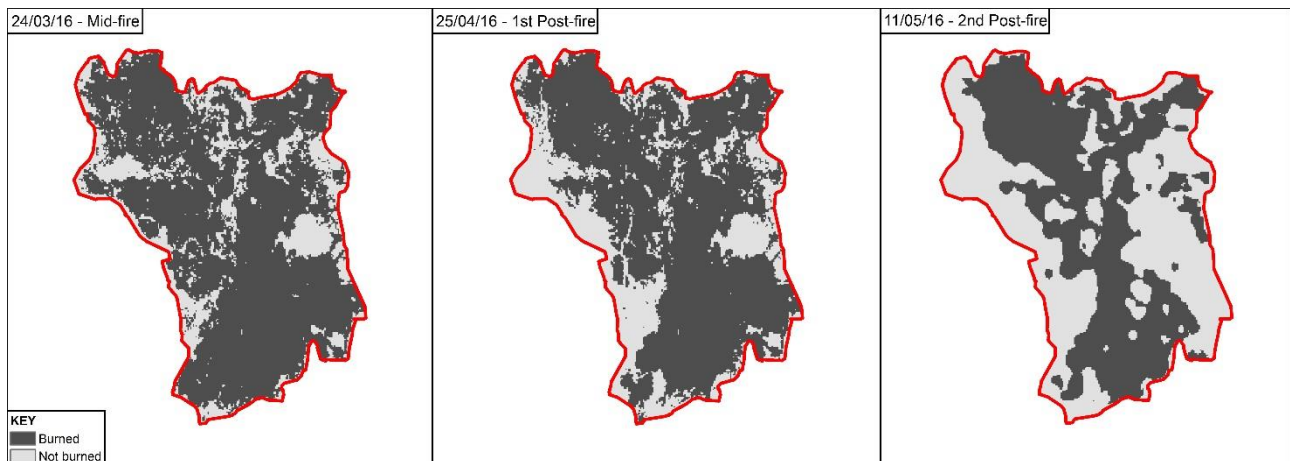 24/03/16 - Mid-fire
25/04/16 - 1st Post-fire
11/05/16 - 2nd Post-fire
KEY
Burned
Not burned